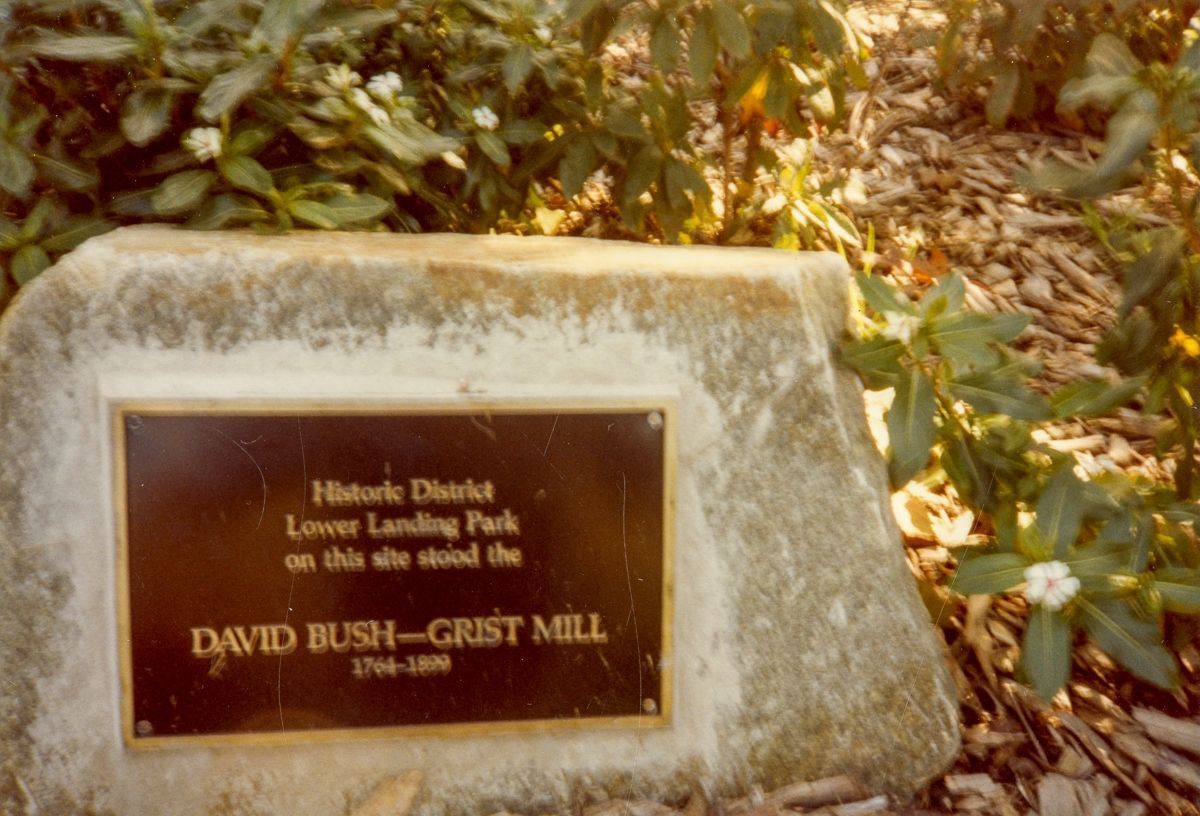 Historic District
Lower Landing Park
on this site stood the
DAVID BUSH—GRIST MILL
1764–1899